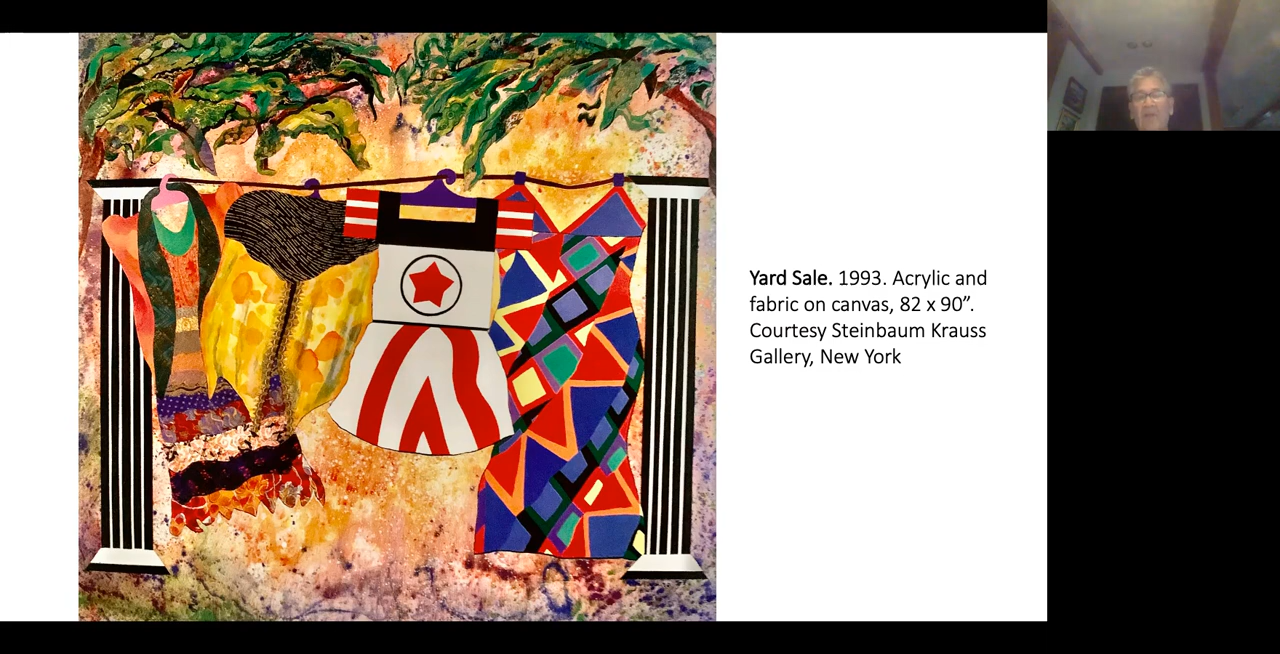 Yard Sale. 1993. Acrylic and
fabric on canvas, 82 x 90”.
Courtesy Steinbaum Krauss
Gallery, New York